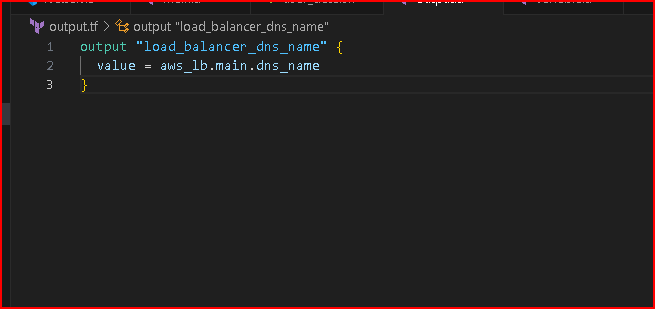 output.tf > output "load_balancer_dns_name"
1 output "load_balancer_dns_name" {
2 value = aws_lb.main.dns_name
3 }